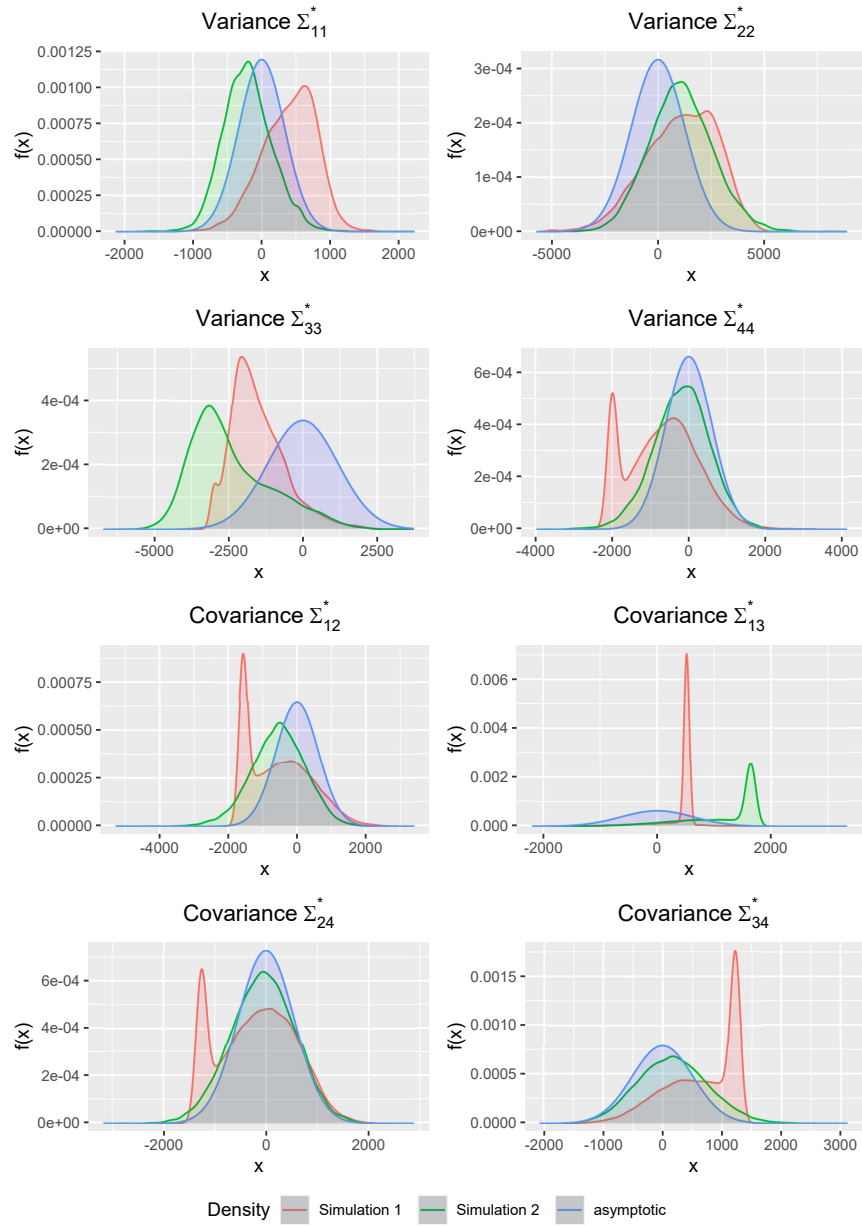 Variance Σ*11
Variance Σ*22
f(x)
0.00125
0.00100
0.00075
0.00050
0.00025
0.00000
-2000 -1000 0 1000 2000
x
f(x)
3e-04
2e-04
1e-04
0e+00
-5000 0 5000
x
Variance Σ*33
Variance Σ*44
f(x)
4e-04
2e-04
0e+00
-5000 -2500 0 2500
x
f(x)
6e-04
4e-04
2e-04
0e+00
-4000 -2000 0 2000 4000
x
Covariance Σ*12
Covariance Σ*13
f(x)
0.00075
0.00050
0.00025
0.00000
-4000 -2000 0 2000
x
f(x)
0.006
0.004
0.002
0.000
-2000 0 2000
x
Covariance Σ*24
Covariance Σ*34
f(x)
6e-04
4e-04
2e-04
0e+00
-2000 0 2000
x
f(x)
0.0015
0.0010
0.0005
0.0000
-2000 -1000 0 1000 2000 3000
x
Density Simulation 1 Simulation 2 asymptotic